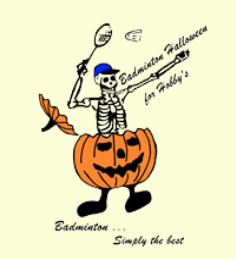 Badminton Halloween
for Hobby's
Badminton ...
Simply the best